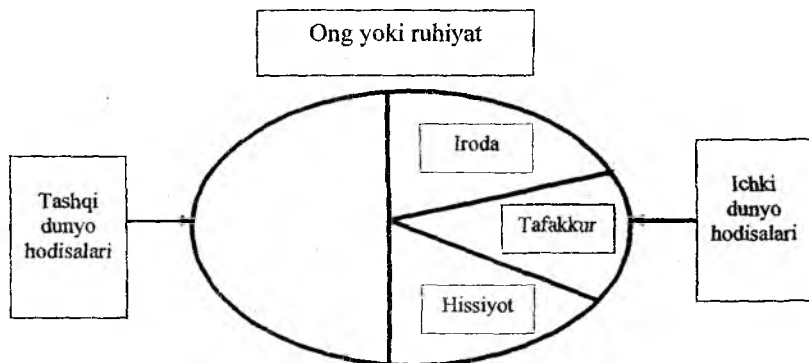 Ong yoki ruhiyat
Iroda
Tashqi
dunyo
hodisalari
Tafakkur
Ichki
dunyo
hodisalari
Hissiyot